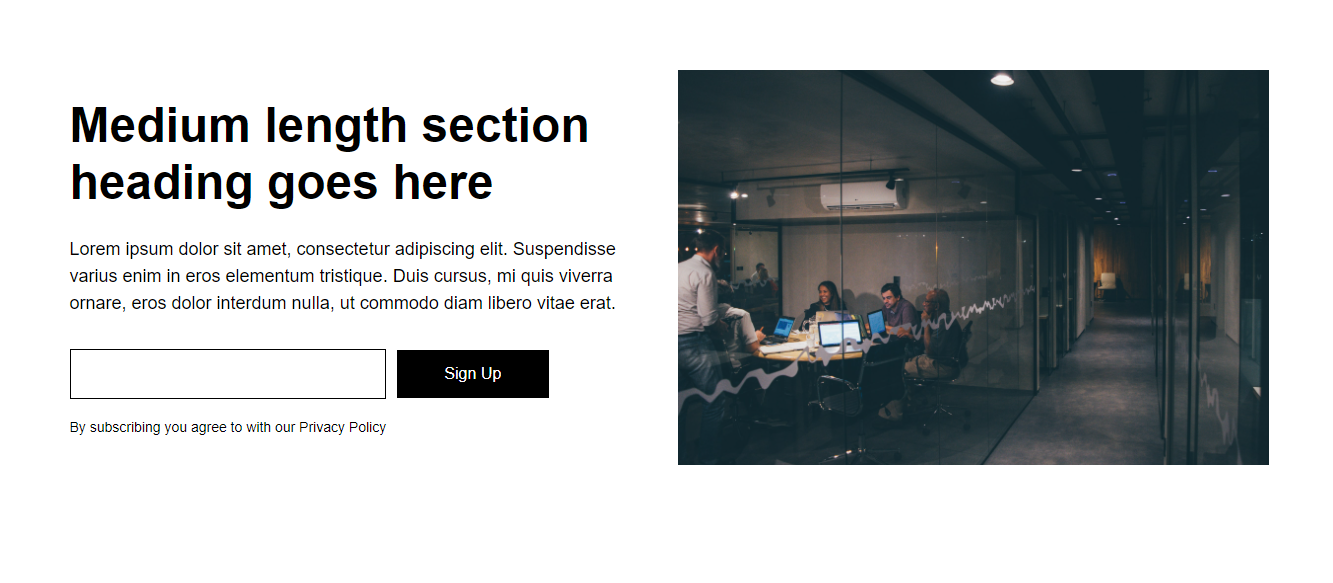 Medium length section
heading goes here
Lorem ipsum dolor sit amet, consectetur adipiscing elit. Suspendisse
varius enim in eros elementum tristique. Duis cursus, mi quis viverra
ornare, eros dolor interdum nulla, ut commodo diam libero vitae erat.
Sign Up
By subscribing you agree to with our Privacy Policy